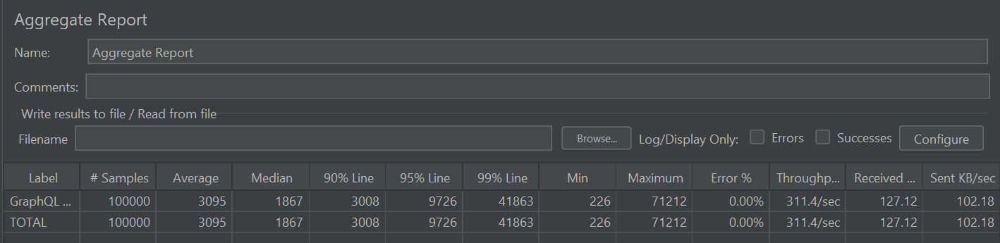 Aggregate Report
Name: Aggregate Report
Comments:
Write results to file / Read from file
Filename Browse... Log/Display Only: Errors Successes Configure
Label # Samples Average Median 90% Line 95% Line 99% Line Min Maximum Error % Throughp... Received ... Sent KB/sec
GraphQL ... 100000 3095 1867 3008 9726 41863 226 71212 0.00% 311.4/sec 127.12 102.18
TOTAL 100000 3095 1867 3008 9726 41863 226 71212 0.00% 311.4/sec 127.12 102.18